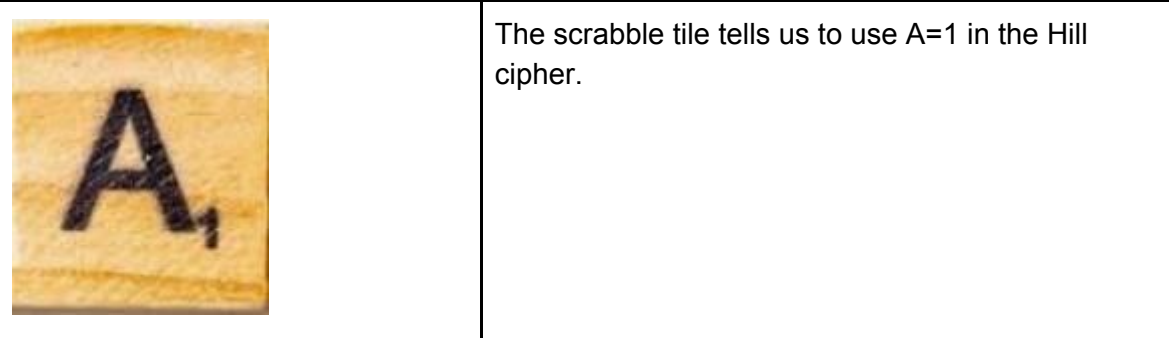 A1
The scrabble tile tells us to use A=1 in the Hill
cipher.